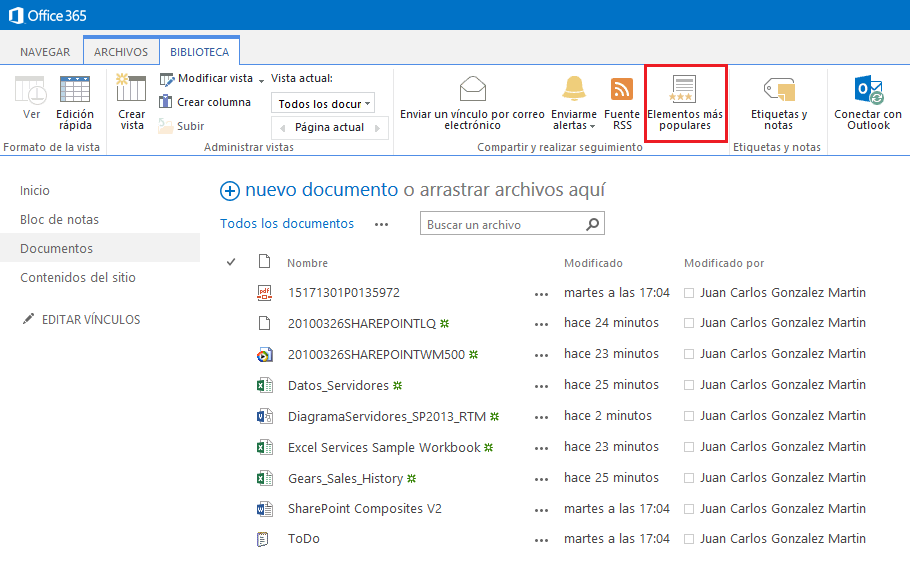 Office 365
NAVEGAR ARCHIVOS BIBLIOTECA
Ver
Edición rápida
Formato de la vista
Crear vista
Modificar vista
Crear columna
Subir
Vista actual:
Todos los docur
Página actual
Administrar vistas
Enviar un vínculo por correo electrónico
Enviarme alertas
Fuente RSS
Elementos más populares
Compartir y realizar seguimiento
Etiquetas y notas
Etiquetas y notas
Conectar con Outlook
Inicio
Bloc de notas
Documentos
Contenidos del sitio
EDITAR VÍNCULOS
nuevo documento o arrastrar archivos aquí
Todos los documentos ... Buscar un archivo
Nombre Modificado Modificado por
15171301P0135972 ... martes a las 17:04 Juan Carlos Gonzalez Martin
20100326SHAREPOINTLQ ... hace 24 minutos Juan Carlos Gonzalez Martin
20100326SHAREPOINTWM500 ... hace 23 minutos Juan Carlos Gonzalez Martin
Datos_Servidores ... hace 25 minutos Juan Carlos Gonzalez Martin
DiagramaServidores_SP2013_RTM ... hace 2 minutos Juan Carlos Gonzalez Martin
Excel Services Sample Workbook ... hace 23 minutos Juan Carlos Gonzalez Martin
Gears_Sales_History ... hace 25 minutos Juan Carlos Gonzalez Martin
SharePoint Composites V2 ... martes a las 17:04 Juan Carlos Gonzalez Martin
ToDo ... martes a las 17:04 Juan Carlos Gonzalez Martin